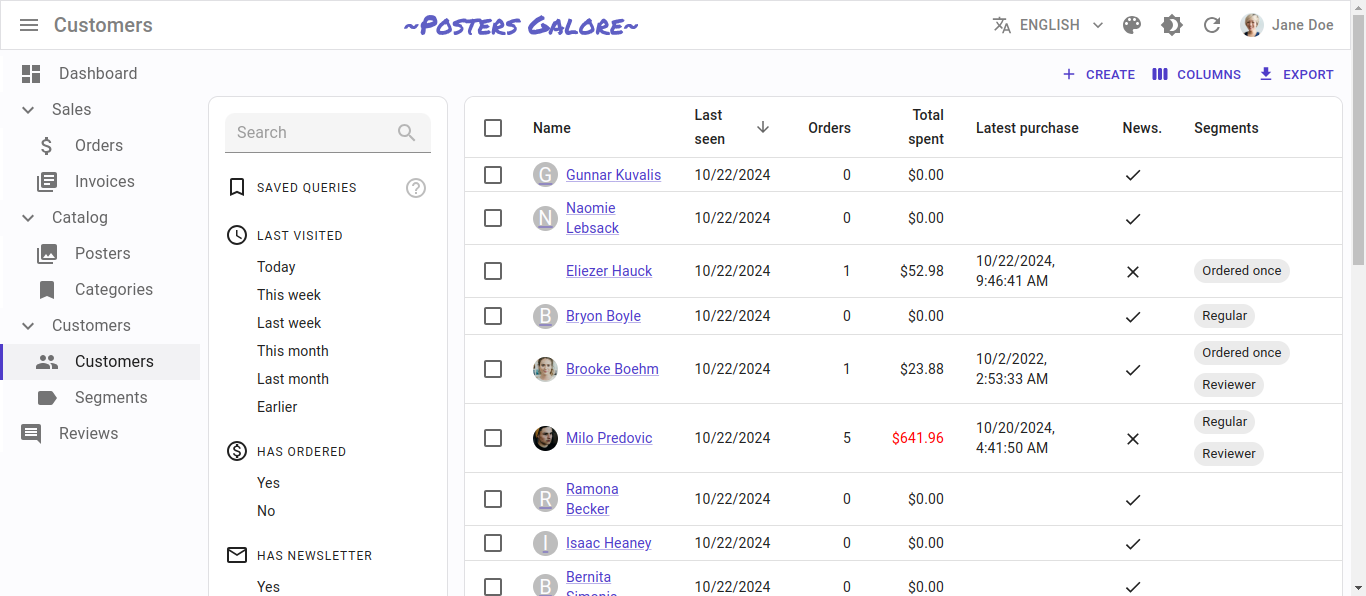 Customers
~Posters Galore~
ENGLISH
Jane Doe
Dashboard
Sales
Orders
Invoices
Catalog
Posters
Categories
Customers
Customers
Segments
Reviews
CREATE
COLUMNS
EXPORT
Search
SAVED QUERIES
?
LAST VISITED
Today
This week
Last week
This month
Last month
Earlier
HAS ORDERED
Yes
No
HAS NEWSLETTER
Yes
Name Last seen Orders Total spent Latest purchase News. Segments
G Gunnar Kuvalis 10/22/2024 0 $0.00
N Naomie Lebsack 10/22/2024 0 $0.00
Eliezer Hauck 10/22/2024 1 $52.98 10/22/2024, 9:46:41 AM Ordered once
B Bryon Boyle 10/22/2024 0 $0.00 Regular
Brooke Boehm 10/22/2024 1 $23.88 10/2/2022, 2:53:33 AM Ordered once Reviewer
Milo Predovic 10/22/2024 5 $641.96 10/20/2024, 4:41:50 AM Regular Reviewer
R Ramona Becker 10/22/2024 0 $0.00
I Isaac Heaney 10/22/2024 0 $0.00
B Bernita 10/22/2024 0 $0.00